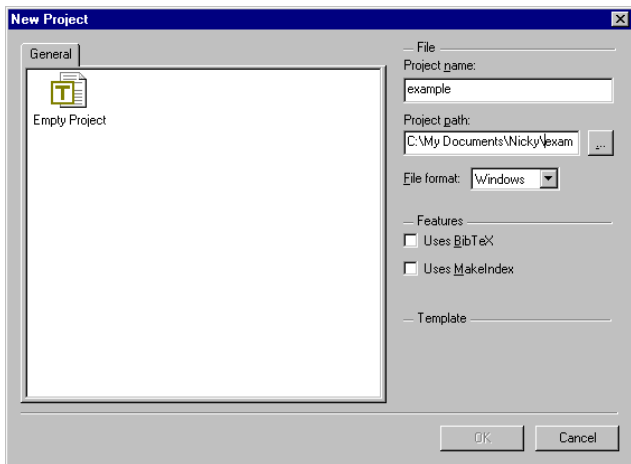 New Project
General
T
Empty Project
File
Project name:
example
Project path:
C:\My Documents\Nicky\exam
...
File format: Windows
Features
Uses BibTeX
Uses MakeIndex
Template
OK Cancel